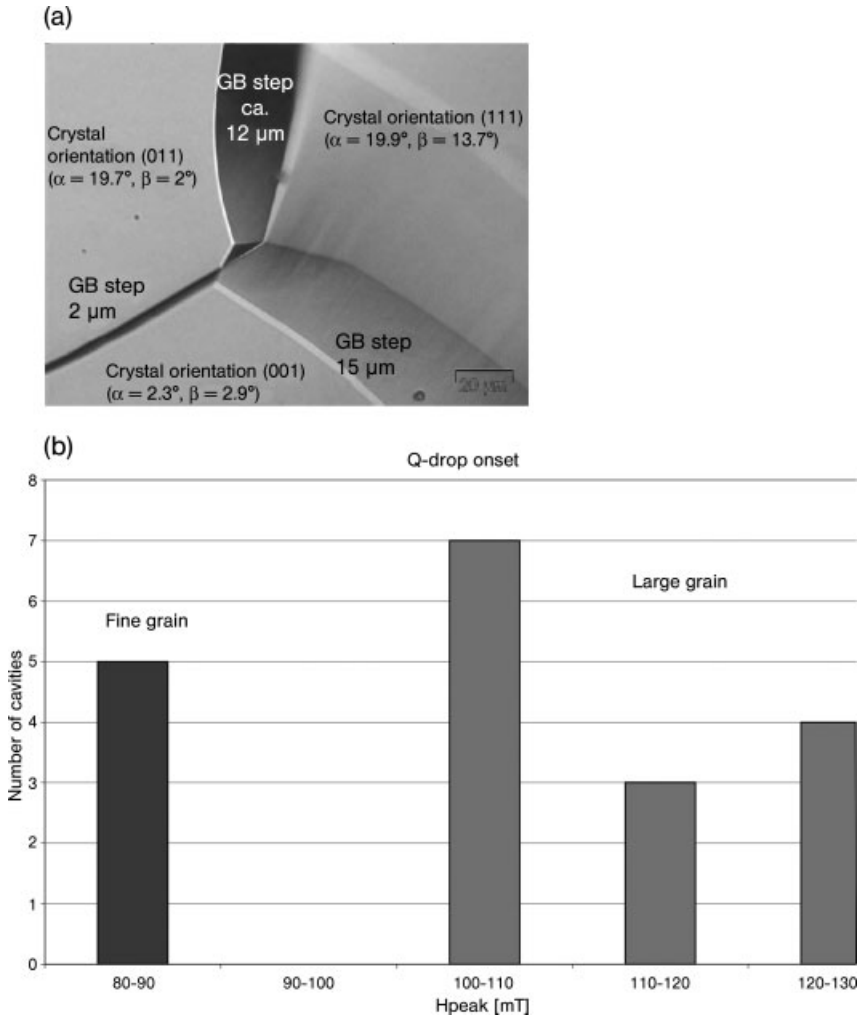 (a)
GB step
ca.
12 μm
Crystal orientation (111)
(α = 19.9°, β = 13.7°)
Crystal
orientation (011)
(α = 19.7°, β = 2°)
GB step
2 μm
GB step
15 μm
Crystal orientation (001)
(α = 2.3°, β = 2.9°)
20 μm
(b)
Q-drop onset
8
7
6
5
4
3
2
1
0
Number of cavities
Fine grain
Large grain
80-90
90-100
100-110
110-120
120-130
Hpeak [mT]